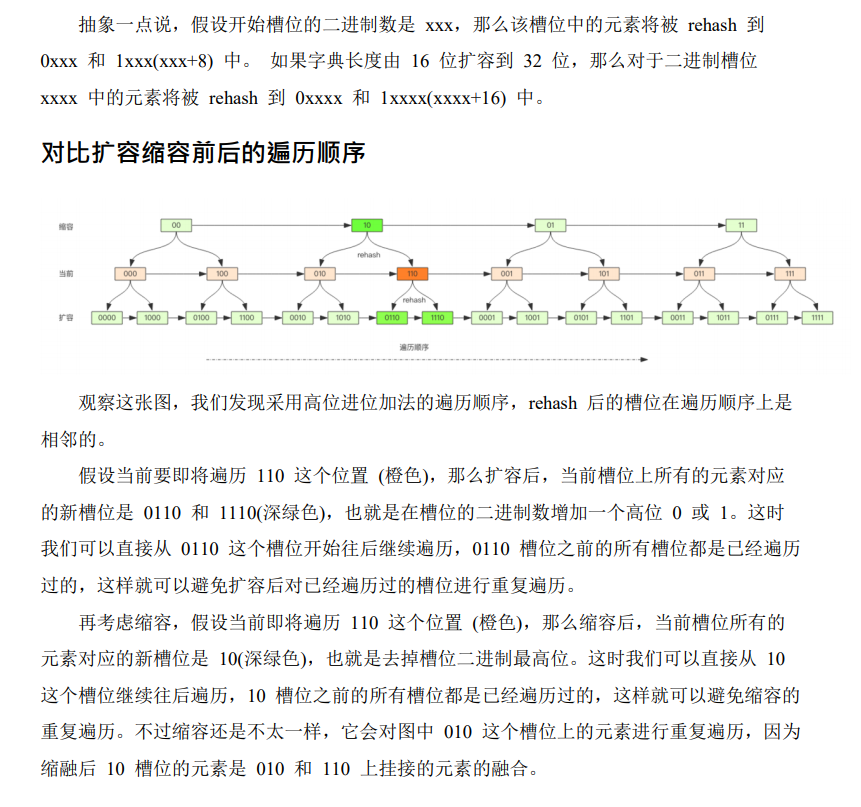 抽象一点说，假设开始槽位的二进制数是 xxx，那么该槽位中的元素将被 rehash 到
0xxx 和 1xxx(xxx+8) 中。 如果字典长度由 16 位扩容到 32 位，那么对于二进制槽位
xxxx 中的元素将被 rehash 到 0xxxx 和 1xxxx(xxxx+16) 中。
对比扩容缩容前后的遍历顺序
缩容 00 10 01 11
rehash
当前 000 100 010 110 001 101 011 111
rehash
扩容 0000 1000 0100 1100 0010 1010 0110 1110 0001 1001 0101 1101 0011 1011 0111 1111
遍历顺序
观察这张图，我们发现采用高位进位加法的遍历顺序，rehash 后的槽位在遍历顺序上是
相邻的。
假设当前要即将遍历 110 这个位置 (橙色)，那么扩容后，当前槽位上所有的元素对应
的新槽位是 0110 和 1110(深绿色)，也就是在槽位的二进制数增加一个高位 0 或 1。这时
我们可以直接从 0110 这个槽位开始往后继续遍历，0110 槽位之前的所有槽位都是已经遍历
过的，这样就可以避免扩容后对已经遍历过的槽位进行重复遍历。
再考虑缩容，假设当前即将遍历 110 这个位置 (橙色)，那么缩容后，当前槽位所有的
元素对应的新槽位是 10(深绿色)，也就是去掉槽位二进制最高位。这时我们可以直接从 10
这个槽位继续往后遍历，10 槽位之前的所有槽位都是已经遍历过的，这样就可以避免缩容的
重复遍历。不过缩容还是不太一样，它会对图中 010 这个槽位上的元素进行重复遍历，因为
缩融后 10 槽位的元素是 010 和 110 上挂接的元素的融合。